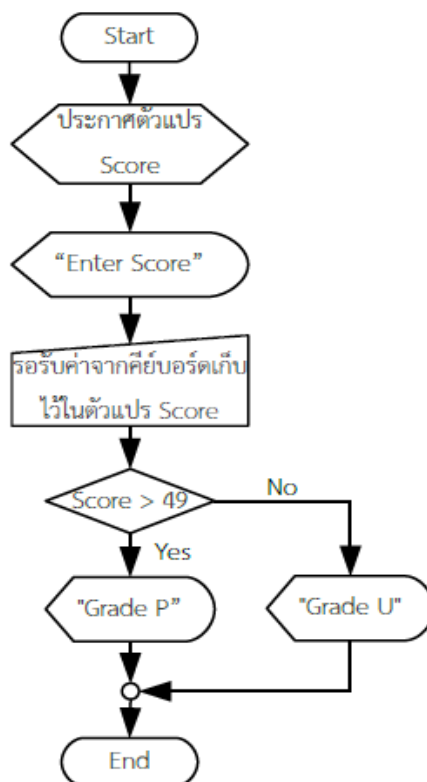 Start
ประกาศตัวแปร
Score
“Enter Score”
รอรับค่าจากคีย์บอร์ดเก็บ
ไว้ในตัวแปร Score
Score > 49
No
Yes
"Grade P”
"Grade U"
End